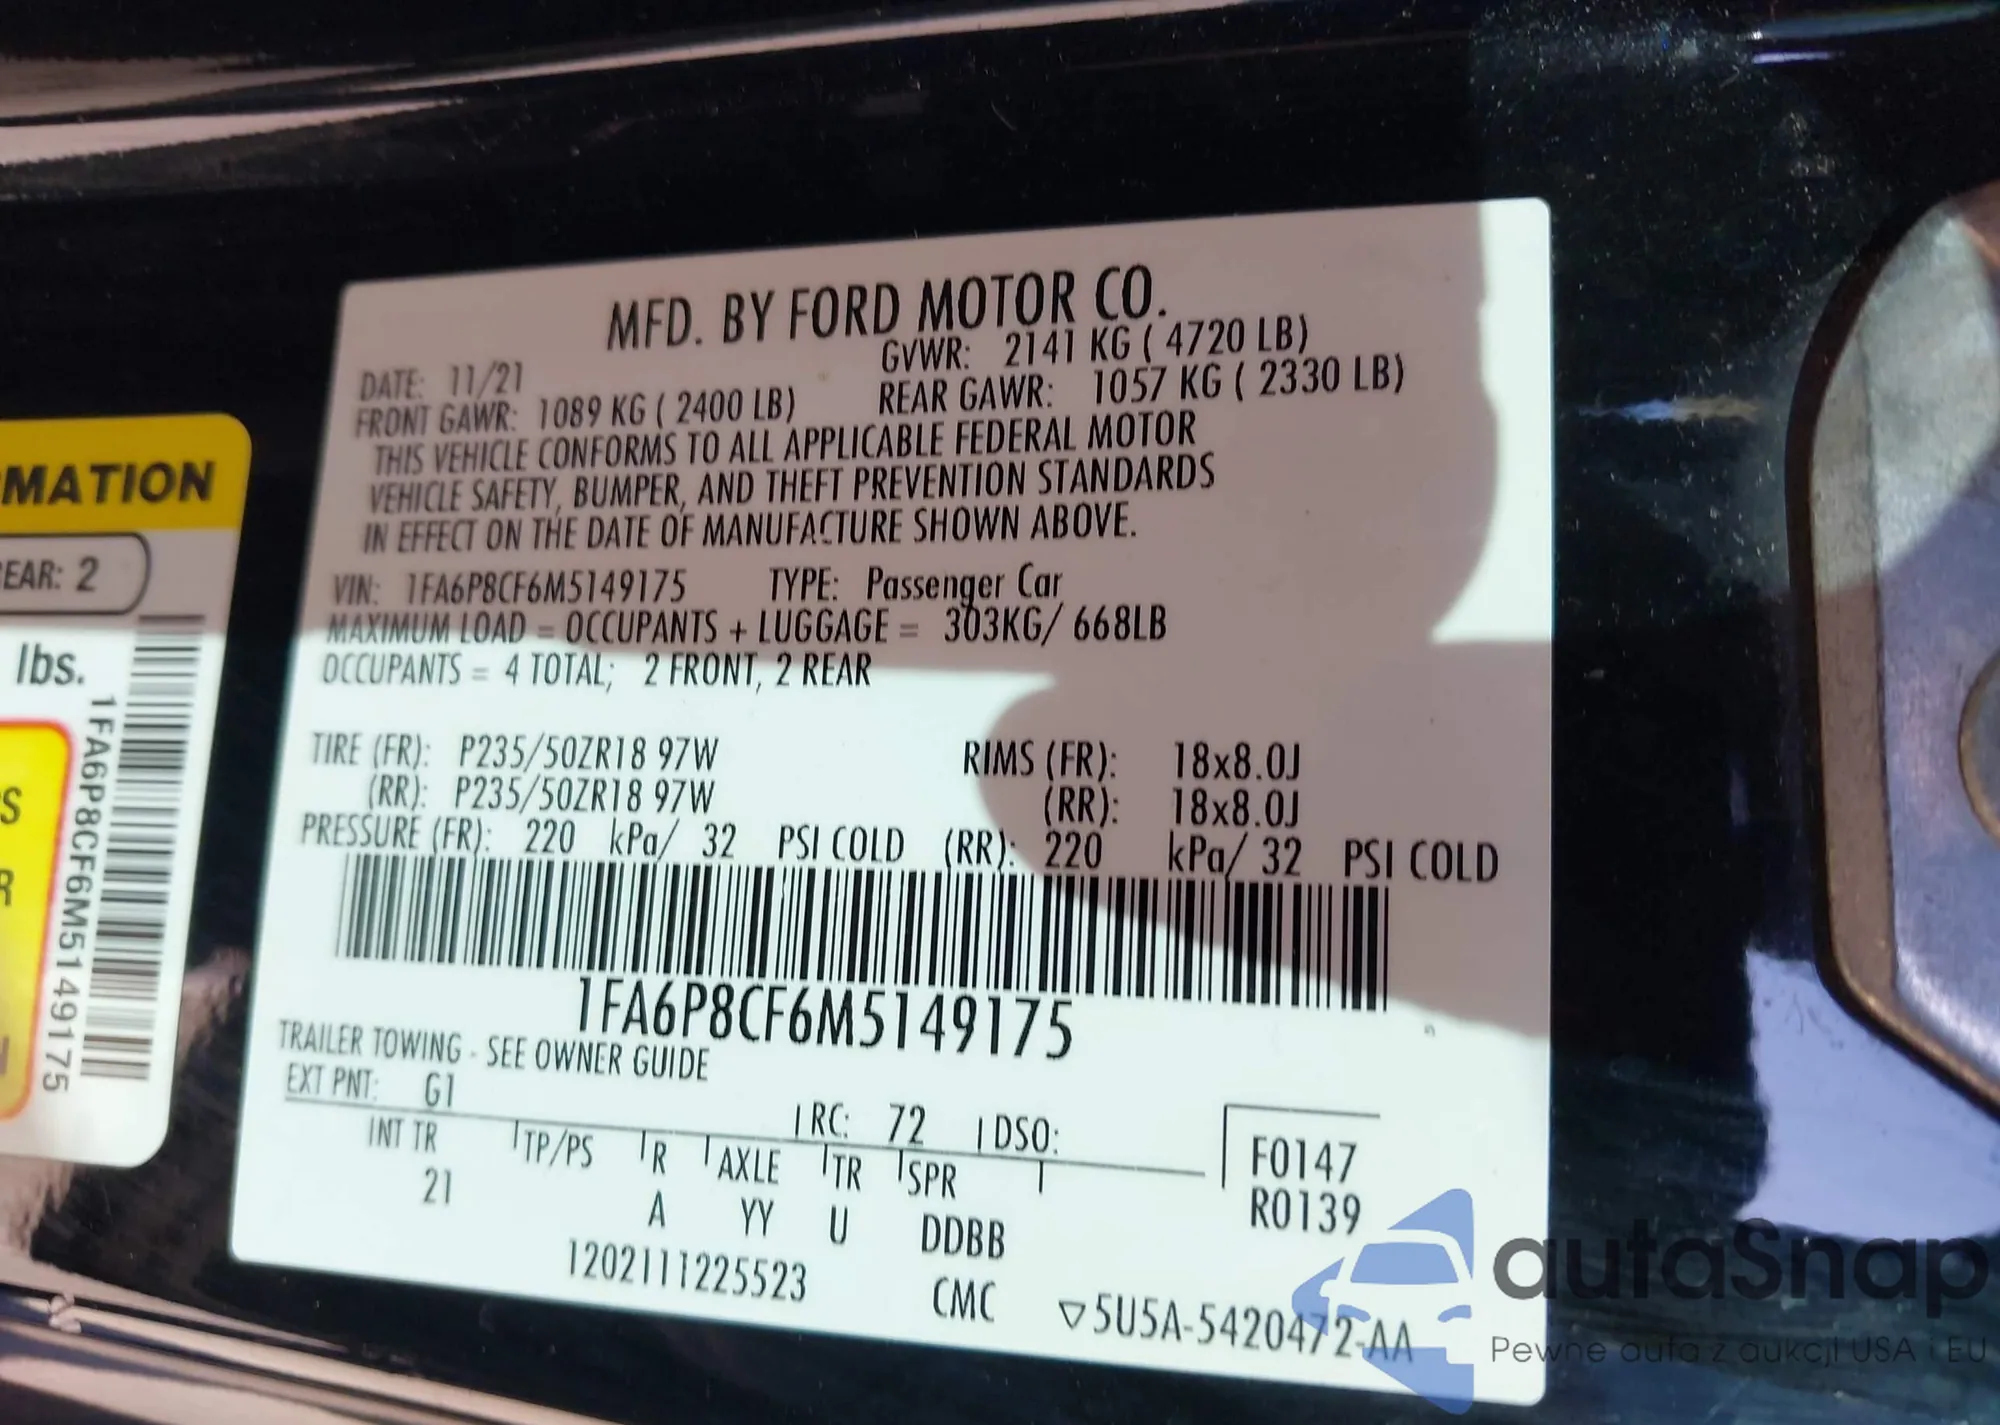 MFD. BY FORD MOTOR CO.
DATE: 11/21 GVWR: 2141 KG ( 4720 LB)
FRONT GAWR: 1089 KG ( 2400 LB) REAR GAWR: 1057 KG ( 2330 LB)
THIS VEHICLE CONFORMS TO ALL APPLICABLE FEDERAL MOTOR
VEHICLE SAFETY, BUMPER, AND THEFT PREVENTION STANDARDS
IN EFFECT ON THE DATE OF MANUFACTURE SHOWN ABOVE.
VIN: 1FA6P8CF6M5149175 TYPE: Passenger Car
MAXIMUM LOAD = OCCUPANTS + LUGGAGE = 303KG/ 668LB
OCCUPANTS = 4 TOTAL; 2 FRONT, 2 REAR
TIRE (FR): P235/50ZR18 97W RIMS (FR): 18x8.0J
(RR): P235/50ZR18 97W (RR): 18x8.0J
PRESSURE (FR): 220 kPa/ 32 PSI COLD (RR): 220 kPa/ 32 PSI COLD
1FA6P8CF6M5149175
TRAILER TOWING - SEE OWNER GUIDE
EXT PNT: G1 RC: 72 DSO:
INT TR TP/PS R AXLE TR SPR F0147
21 A YY U DDBB R0139
1202111225523 CMC ▽5U5A-5420472-AA
MATION
EAR: 2
lbs.
1FA6P8CF6M5149175
S
R
autaSnap
Pewne auta z aukcji USA i EU